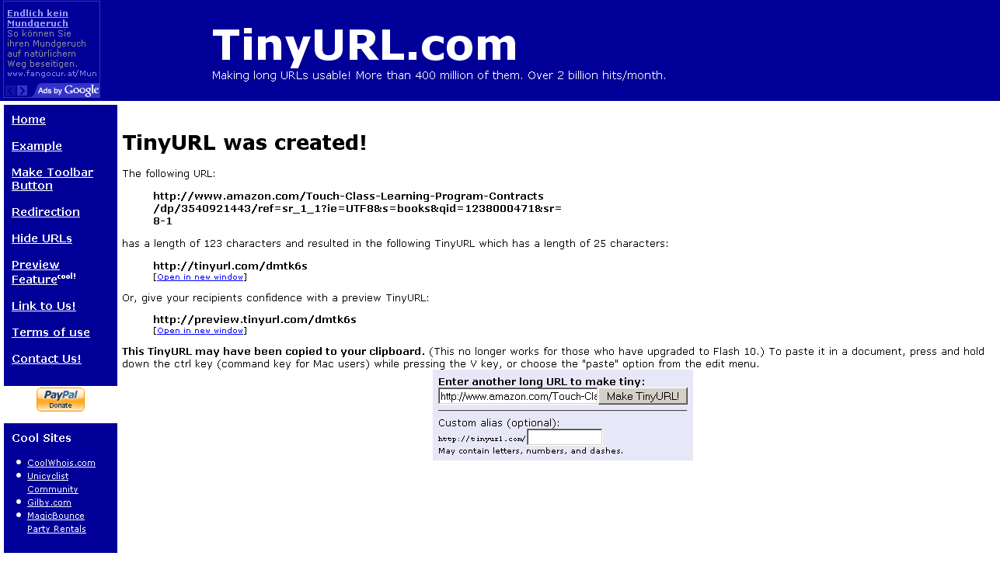 Endlich kein
Mundgeruch
So können Sie
ihren Mundgeruch
auf natürlichem
Weg beseitigen.
www.fangocur.at/Mun
Ads by Google
TinyURL.com
Making long URLs usable! More than 400 million of them. Over 2 billion hits/month.
Home
Example
Make Toolbar
Button
Redirection
Hide URLs
Preview
Feature cool!
Link to Us!
Terms of use
Contact Us!
PayPal
Donate
Cool Sites
CoolWhois.com
Unicyclist
Community
Gilby.com
MagicBounce
Party Rentals
TinyURL was created!
The following URL:
http://www.amazon.com/Touch-Class-Learning-Program-Contracts
/dp/3540921443/ref=sr_1_1?ie=UTF8&s=books&qid=1238000471&sr=
8-1
has a length of 123 characters and resulted in the following TinyURL which has a length of 25 characters:
http://tinyurl.com/dmtk6s
[Open in new window]
Or, give your recipients confidence with a preview TinyURL:
http://preview.tinyurl.com/dmtk6s
[Open in new window]
This TinyURL may have been copied to your clipboard. (This no longer works for those who have upgraded to Flash 10.) To paste it in a document, press and hold
down the ctrl key (command key for Mac users) while pressing the V key, or choose the "paste" option from the edit menu.
Enter another long URL to make tiny:
http://www.amazon.com/Touch-Cla Make TinyURL!
Custom alias (optional):
http://tinyurl.com/
May contain letters, numbers, and dashes.